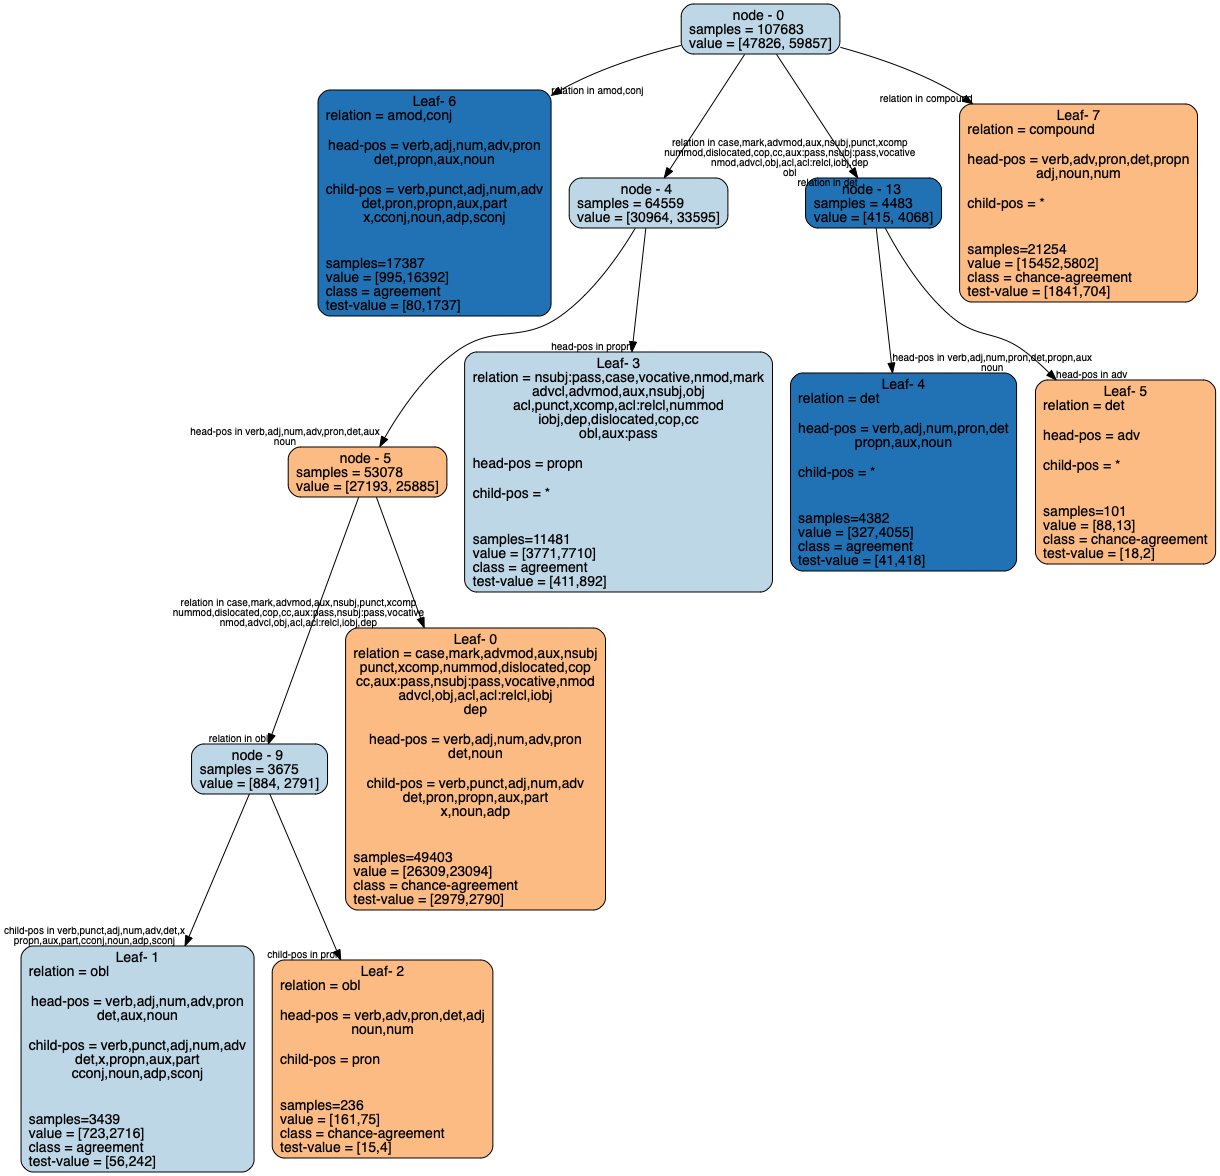 node - 0
samples = 107683
value = [47826, 59857]
relation in amod,conj
relation in compound
Leaf- 6
relation = amod,conj
head-pos = verb,adj,num,adv,pron
det,propn,aux,noun
child-pos = verb,punct,adj,num,adv
det,pron,propn,aux,part
x,cconj,noun,adp,sconj
samples=17387
value = [995,16392]
class = agreement
test-value = [80,1737]
relation in case,mark,advmod,aux,nsubj,punct,xcomp
nummod,dislocated,cop,cc,aux:pass,nsubj:pass,vocative
nmod,advcl,obj,acl,acl:relcl,iobj,dep
obl
relation in det
node - 4
samples = 64559
value = [30964, 33595]
node - 13
samples = 4483
value = [415, 4068]
Leaf- 7
relation = compound
head-pos = verb,adv,pron,det,propn
adj,noun,num
child-pos = *
samples=21254
value = [15452,5802]
class = chance-agreement
test-value = [1841,704]
head-pos in propn
Leaf- 3
relation = nsubj:pass,case,vocative,nmod,mark
advcl,advmod,aux,nsubj,obj
acl,punct,xcomp,acl:relcl,nummod
iobj,dep,dislocated,cop,cc
obl,aux:pass
head-pos = propn
child-pos = *
samples=11481
value = [3771,7710]
class = agreement
test-value = [411,892]
head-pos in verb,adj,num,pron,det,propn,aux
noun
Leaf- 4
relation = det
head-pos = verb,adj,num,pron,det
propn,aux,noun
child-pos = *
samples=4382
value = [327,4055]
class = agreement
test-value = [41,418]
head-pos in adv
Leaf- 5
relation = det
head-pos = adv
child-pos = *
samples=101
value = [88,13]
class = chance-agreement
test-value = [18,2]
head-pos in verb,adj,num,adv,pron,det,aux
noun
node - 5
samples = 53078
value = [27193, 25885]
relation in case,mark,advmod,aux,nsubj,punct,xcomp
nummod,dislocated,cop,cc,aux:pass,nsubj:pass,vocative
nmod,advcl,obj,acl,acl:relcl,iobj,dep
Leaf- 0
relation = case,mark,advmod,aux,nsubj
punct,xcomp,nummod,dislocated,cop
cc,aux:pass,nsubj:pass,vocative,nmod
advcl,obj,acl,acl:relcl,iobj
dep
head-pos = verb,adj,num,adv,pron
det,noun
child-pos = verb,punct,adj,num,adv
det,pron,propn,aux,part
x,noun,adp
samples=49403
value = [26309,23094]
class = chance-agreement
test-value = [2979,2790]
relation in obl
node - 9
samples = 3675
value = [884, 2791]
child-pos in verb,punct,adj,num,adv,det,x
propn,aux,part,cconj,noun,adp,sconj
Leaf- 1
relation = obl
head-pos = verb,adj,num,adv,pron
det,aux,noun
child-pos = verb,punct,adj,num,adv
det,x,propn,aux,part
cconj,noun,adp,sconj
samples=3439
value = [723,2716]
class = agreement
test-value = [56,242]
child-pos in pron
Leaf- 2
relation = obl
head-pos = verb,adv,pron,det,adj
noun,num
child-pos = pron
samples=236
value = [161,75]
class = chance-agreement
test-value = [15,4]